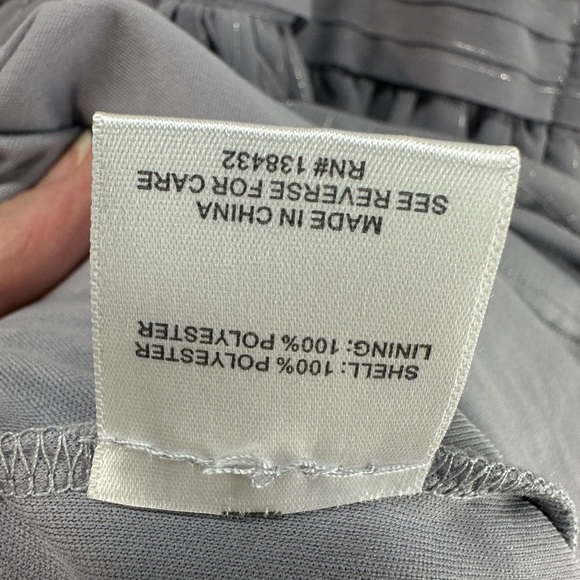 SHELL: 100% POLYESTER
LINING: 100% POLYESTER
MADE IN CHINA
SEE REVERSE FOR CARE
RN# 138432